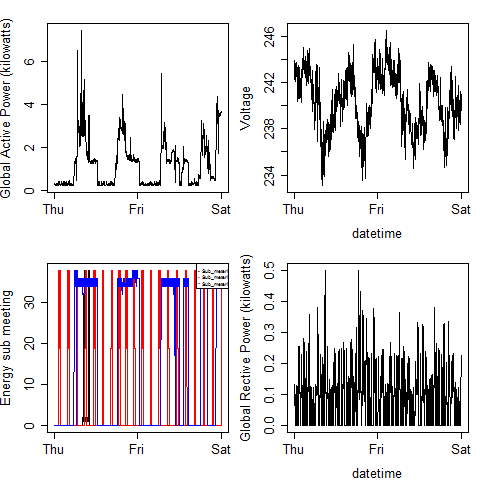 Global Active Power (kilowatts)
0 2 4 6
Thu Fri Sat
Voltage
234 238 242 246
Thu Fri Sat
datetime
Energy sub meeting
0 10 20 30
Thu Fri Sat
Global Rective Power (kilowatts)
0.0 0.1 0.2 0.3 0.4 0.5
Thu Fri Sat
datetime